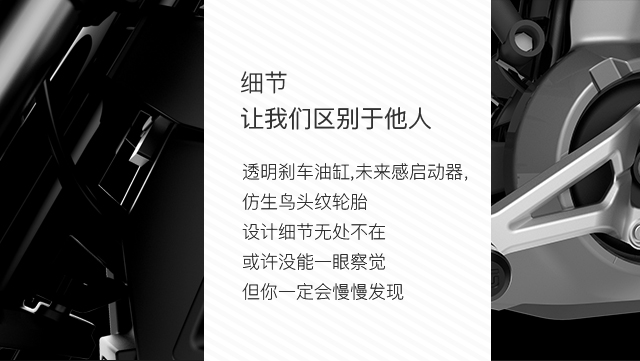 细节
让我们区别于他人
透明刹车油缸,未来感启动器,
仿生鸟头纹轮胎
设计细节无处不在
或许没能一眼察觉
但你一定会慢慢发现